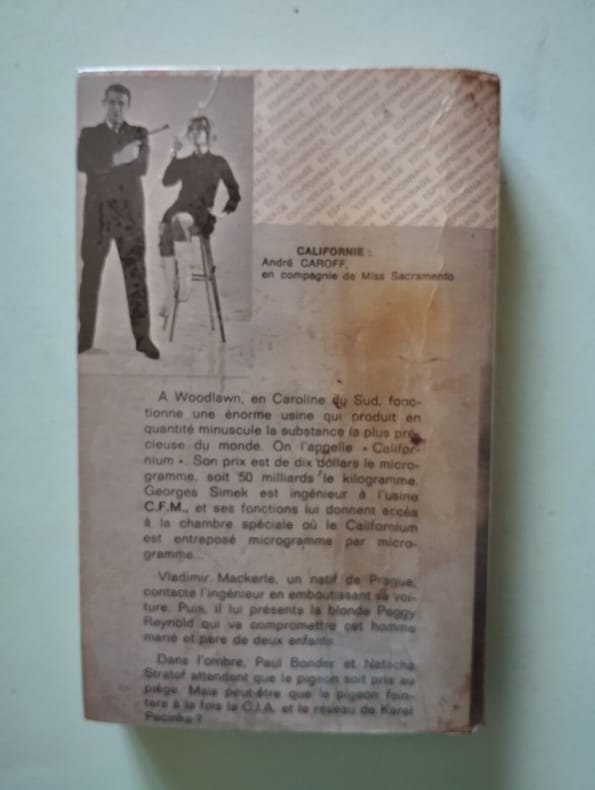 ESPIONNAGE ESPIONNAGE ESPIONNAGE
CALIFORNIE :
André CAROFF,
en compagnie de Miss Sacramento
A Woodlawn, en Caroline du Sud, fonc-
tionne une énorme usine qui produit en
quantité minuscule la substance la plus pré-
cieuse du monde. On l'appelle « Califor-
nium ». Son prix est de dix dollars le micro-
gramme, soit 50 milliards le kilogramme.
Georges Simek est ingénieur à l'usine
C.F.M., et ses fonctions lui donnent accès
à la chambre spéciale où le Californium
est entreposé microgramme par micro-
gramme.
Vladimir Mackerle, un natif de Prague,
contacte l'ingénieur en emboutissant sa voi-
ture. Puis, il lui présente la blonde Peggy
Reynold qui va compromettre cet homme
marié et père de deux enfants.
Dans l'ombre, Paul Bonder et Natacha
Stratof attendent que le pigeon soit pris au
piège. Mais peut-être que le pigeon fein-
tera à la fois la C.I.A. et le réseau de Karel